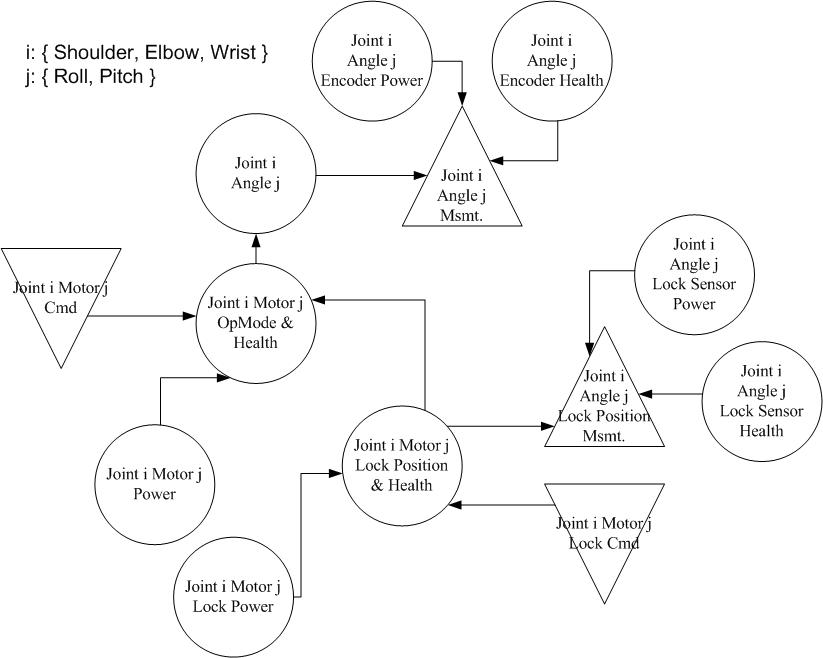 i: { Shoulder, Elbow, Wrist }
j: { Roll, Pitch }
Joint i
Angle j
Encoder Power
Joint i
Angle j
Encoder Health
Joint i
Angle j
Joint i
Angle j
Msmt.
Joint i Motor j
Cmd
Joint i Motor j
OpMode &
Health
Joint i
Angle j
Lock Sensor
Power
Joint i
Angle j
Lock Position
Msmt.
Joint i
Angle j
Lock Sensor
Health
Joint i Motor j
Power
Joint i Motor j
Lock Position
& Health
Joint i Motor j
Lock Cmd
Joint i Motor j
Lock Power